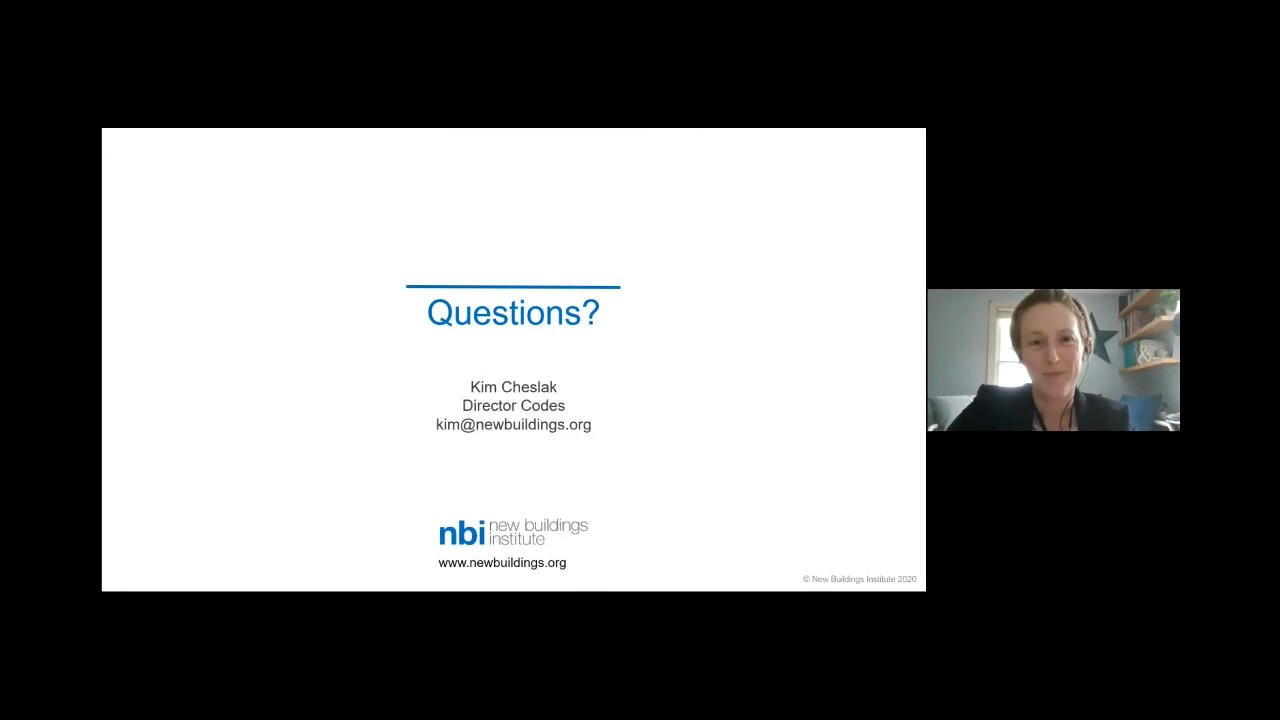 Questions?
Kim Cheslak
Director Codes
kim@newbuildings.org
nbi new buildings
institute
www.newbuildings.org
© New Buildings Institute 2020
&